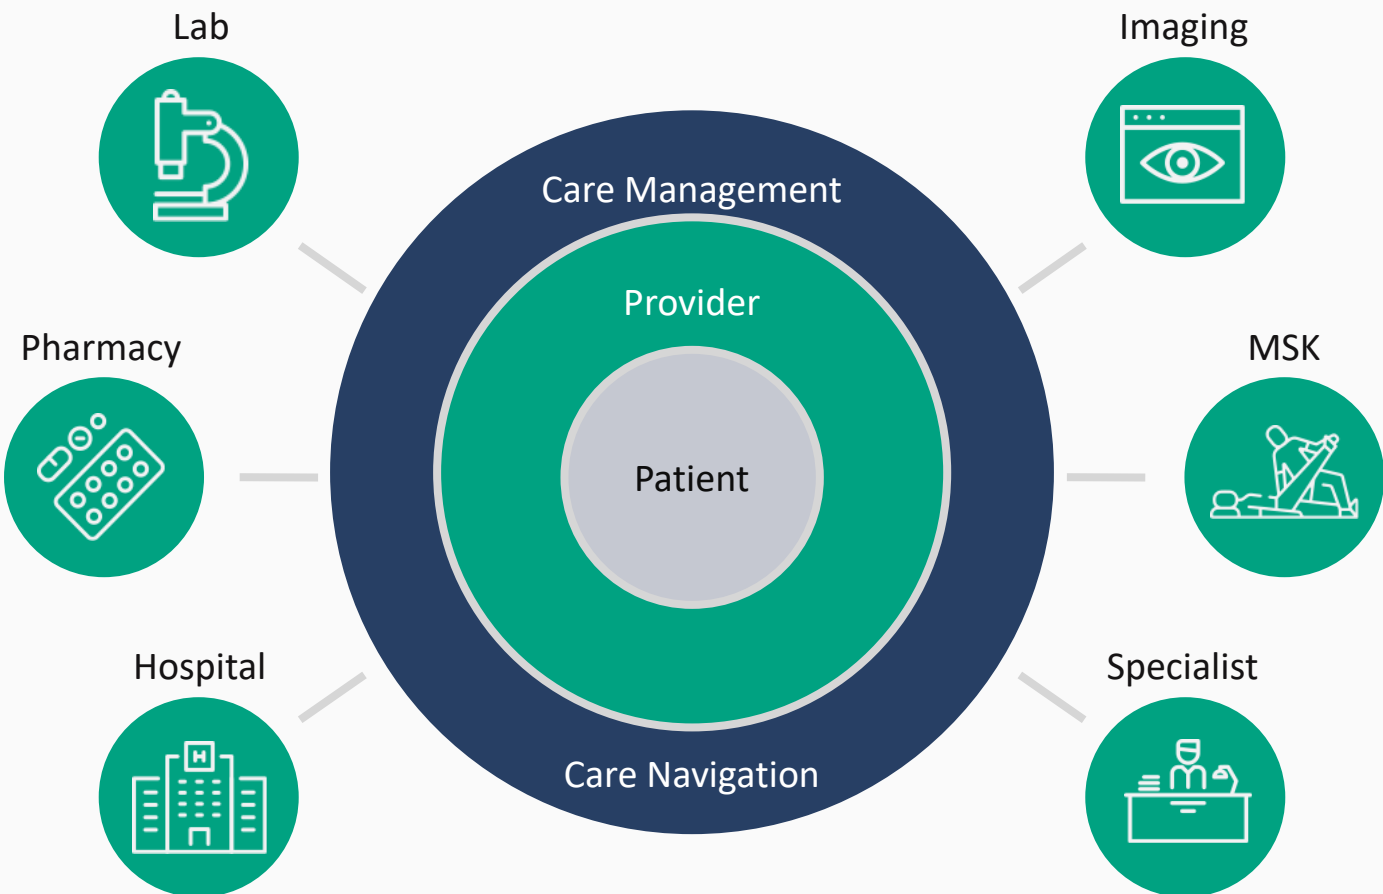 Lab
Imaging
Care Management
Provider
Pharmacy
MSK
Patient
Hospital
Specialist
H
Care Navigation